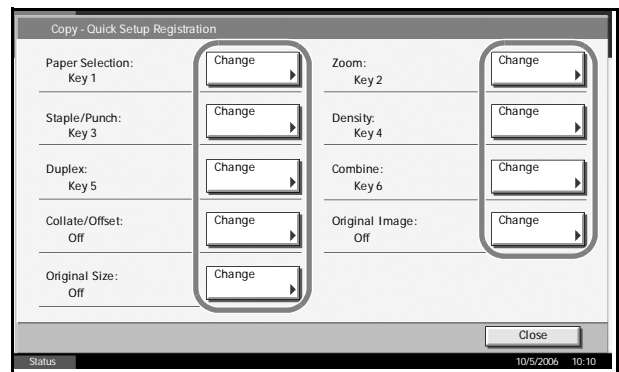 Copy - Quick Setup Registration
Paper Selection:
Key 1
Change
Zoom:
Key 2
Change
Staple/Punch:
Key 3
Change
Density:
Key 4
Change
Duplex:
Key 5
Change
Combine:
Key 6
Change
Collate/Offset:
Off
Change
Original Image:
Off
Change
Original Size:
Off
Change
Close
Status
10/5/2006 10:10